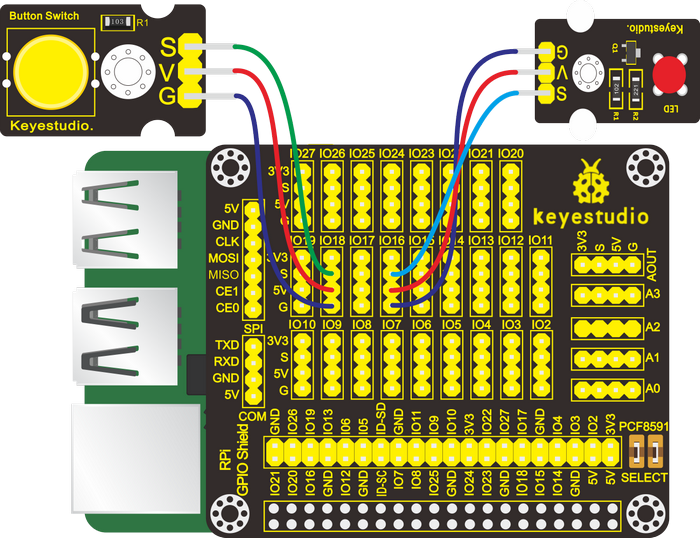 Button Switch
103
R1
S
V
G
Keyestudio.
Keyestudio.
Q1
G
V
S
102
221
R1
R2
LED
IO27 IO26 IO25 IO24 IO23 IO21 IO20
3V3
S
5V
G
keyestudio
5V
GND
CLK
MOSI
MISO
CE1
CE0
SPI
IO19 IO18 IO17 IO16 IO15 IO14 IO13 IO12 IO11
3V3
S
5V
G
3V3 S 5V G
AOUT
A3
A2
A1
A0
IO10 IO9 IO8 IO7 IO6 IO5 IO4 IO3 IO2
3V3
S
5V
G
TXD
RXD
GND
5V
COM
RPi
GPIO Shield
GND IO26 IO19 IO13 IO6 IO5 ID-SD GND IO11 IO9 IO10 3V3 IO22 IO27 IO17 GND IO4 IO3 IO2 3V3
IO21 IO20 IO16 GND IO12 GND ID-SC IO7 IO8 IO25 GND IO24 IO23 GND IO18 IO15 IO14 GND 5V 5V
PCF8591
SELECT